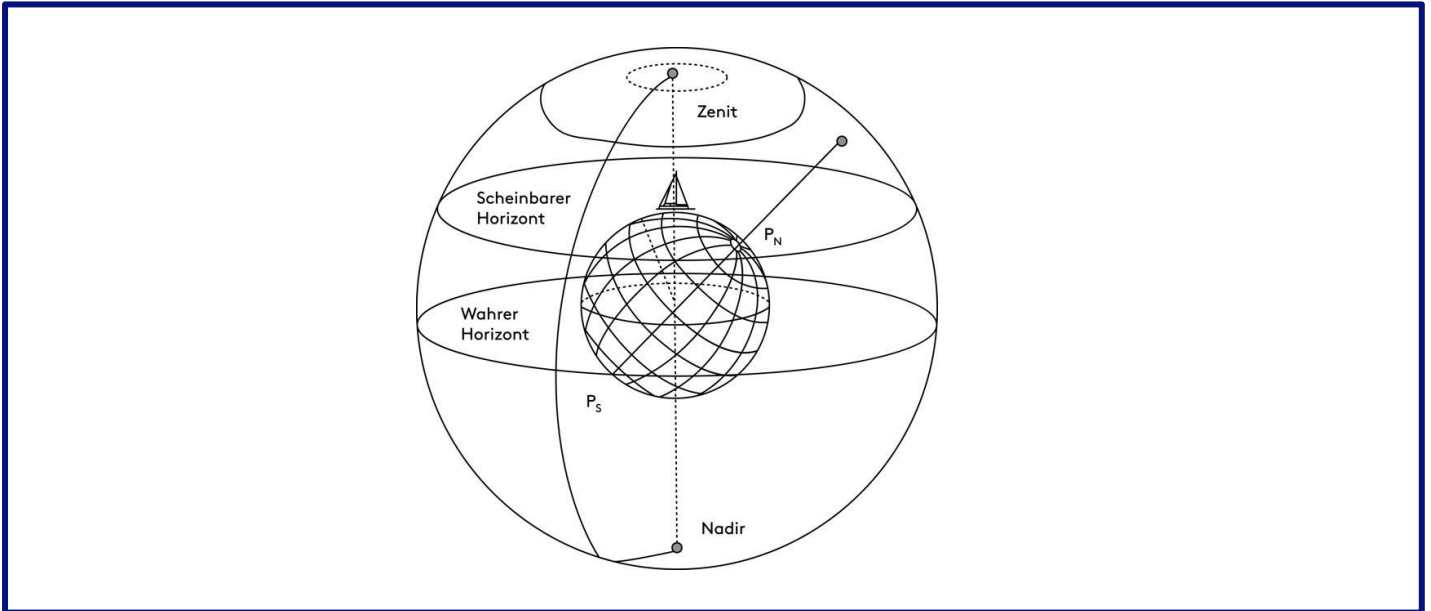 Zenit
Scheinbarer
Horizont
P_N
Wahrer
Horizont
P_S
Nadir